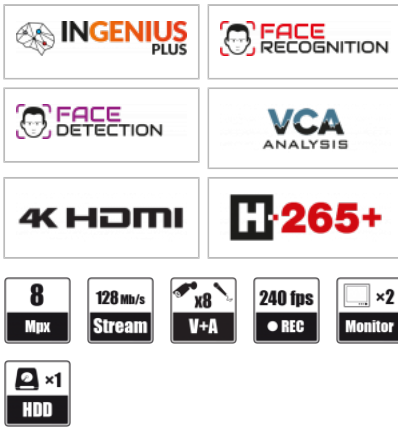 INGENIUS
PLUS
FACE
RECOGNITION
FACE
DETECTION
VCA
ANALYSIS
4K HDMI
H·265+
8
Mpx
128 Mb/s
Stream
x8
V+A
240 fps
REC
×2
Monitor
×1
HDD